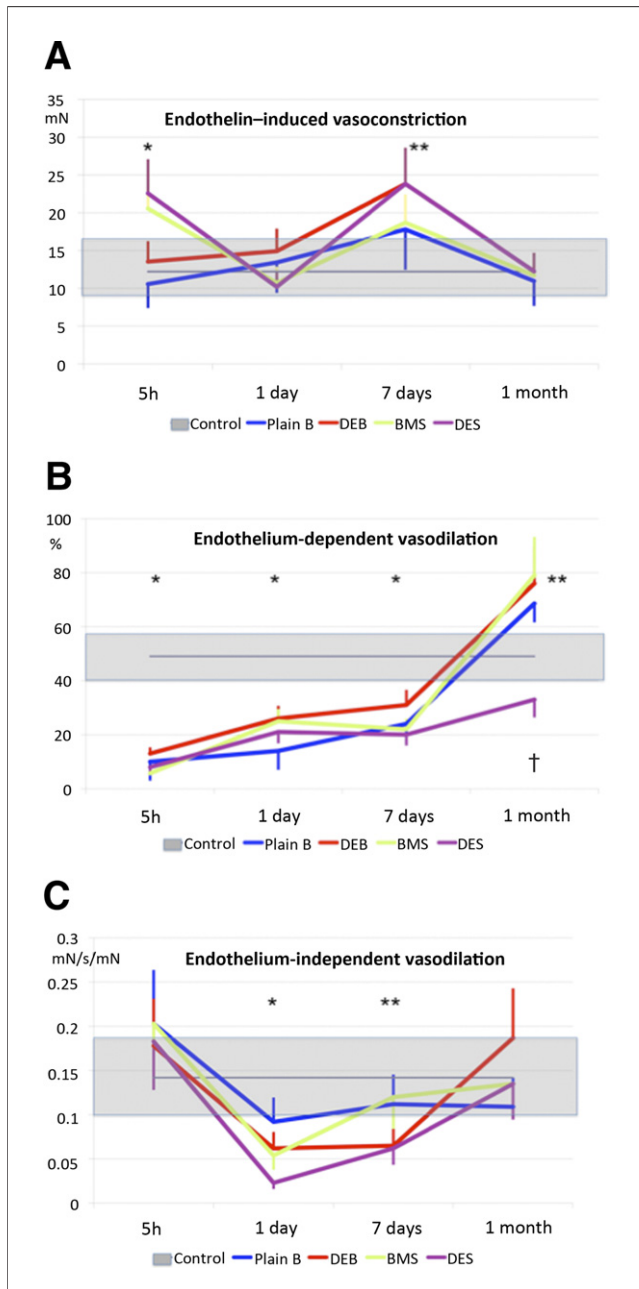 A
35
mN
Endothelin–induced vasoconstriction
30
* **
25
20
15
10
5
0
5h 1 day 7 days 1 month
Control Plain B DEB BMS DES
B
100
%
Endothelium-dependent vasodilation
80
* * * **
60
40
20
†
0
5h 1 day 7 days 1 month
Control Plain B DEB BMS DES
C
0.3
mN/s/mN
Endothelium-independent vasodilation
0.25
* **
0.2
0.15
0.1
0.05
0
5h 1 day 7 days 1 month
Control Plain B DEB BMS DES